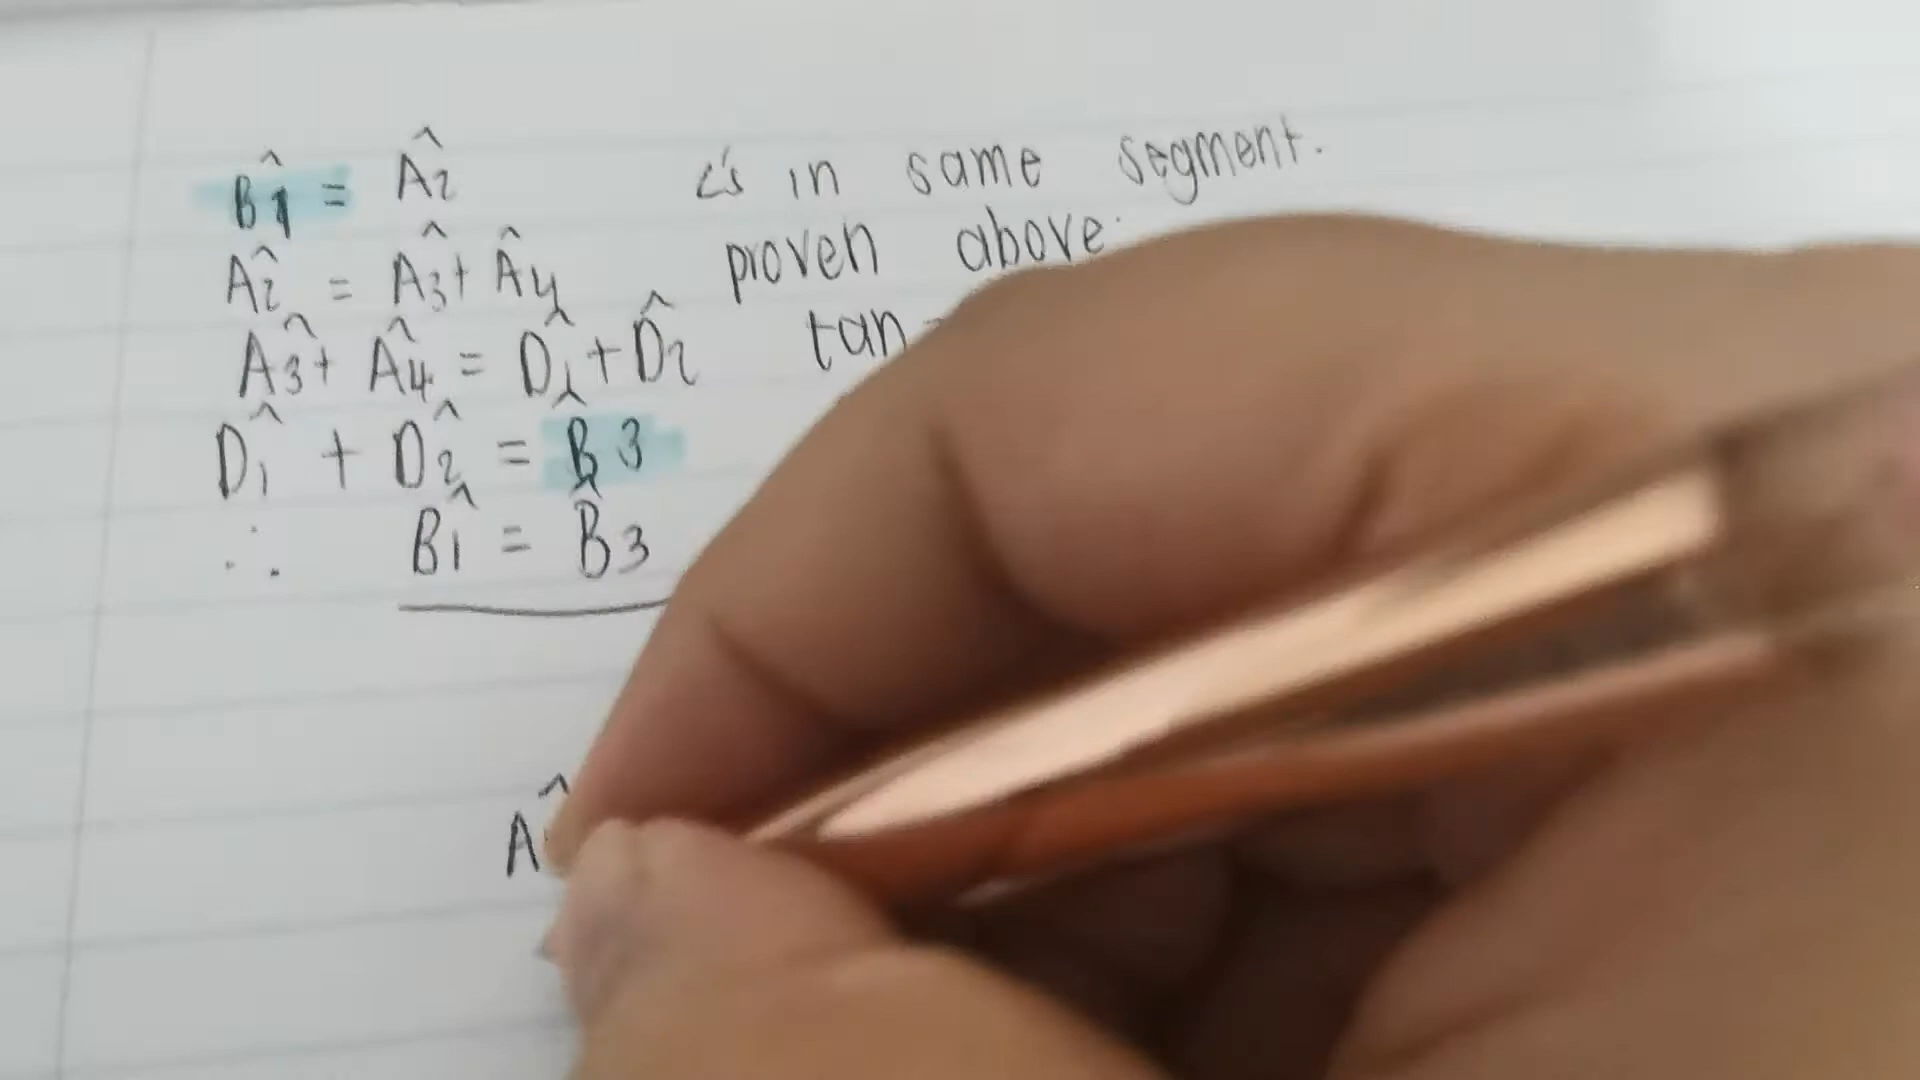 B̂1 = Â2 ∠'s in same segment.
Â2 = Â3 + Â4 proven above.
Â3 + Â4 = D̂1 + D̂2 tan
D̂1 + D̂2 = B̂3
∴ B̂1 = B̂3
Â